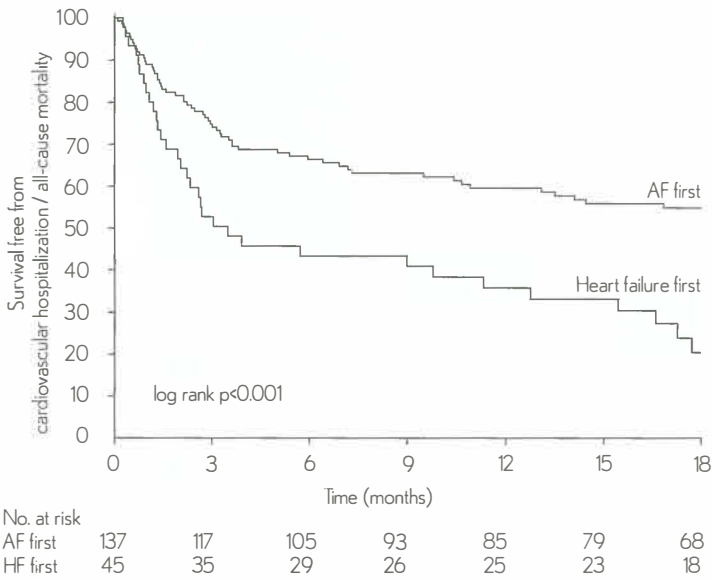 100
90
80
70
60
50
40
30
20
10
0
Survival free from
cardiovascular hospitalization / all-cause mortality
AF first
Heart failure first
log rank p<0.001
0 3 6 9 12 15 18
Time (months)
No. at risk
AF first 137 117 105 93 85 79 68
HF first 45 35 29 26 25 23 18